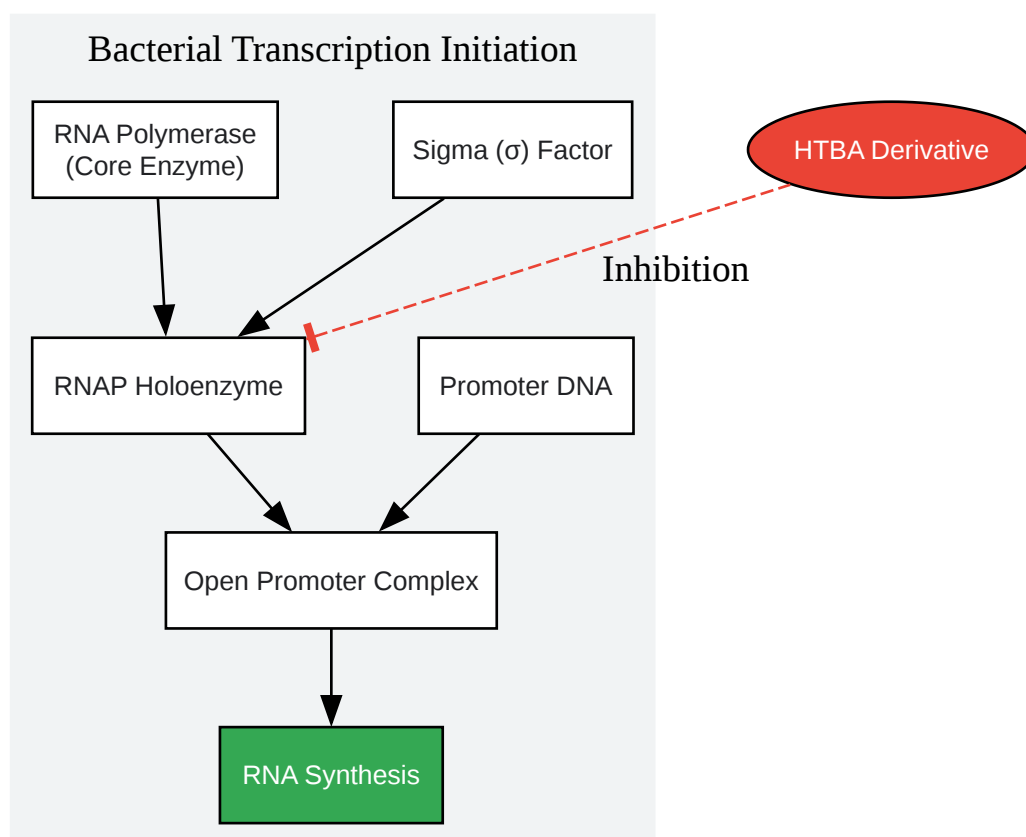 Bacterial Transcription Initiation
RNA Polymerase
(Core Enzyme)
Sigma (σ) Factor
HTBA Derivative
Inhibition
RNAP Holoenzyme
Promoter DNA
Open Promoter Complex
RNA Synthesis